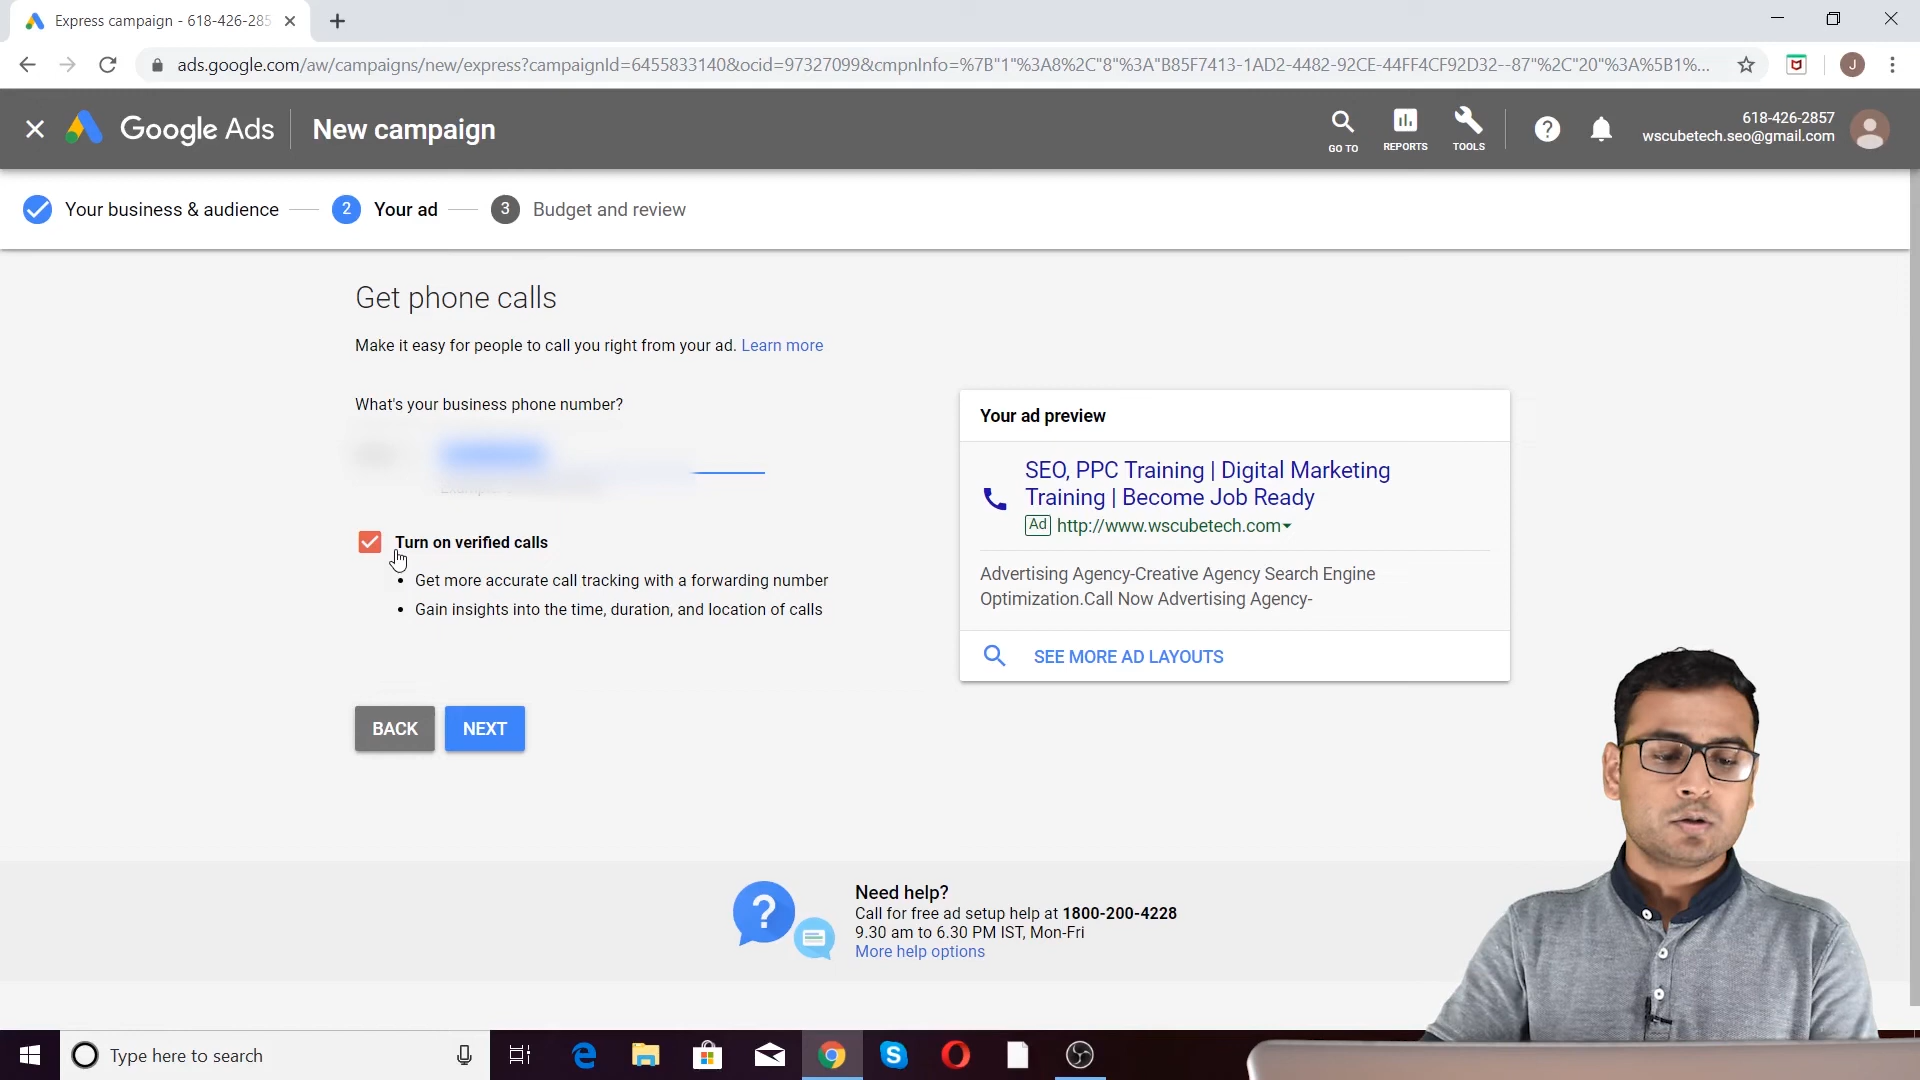 Express campaign - 618-426-285
ads.google.com/aw/campaigns/new/express?campaignId=6455833140&ocid=97327099&cmpnInfo=%7B"1"%3A8%2C"8"%3A"B85F7413-1AD2-4482-92CE-44FF4CF92D32--87"%2C"20"%3A%5B1%...
J
Google Ads
New campaign
GO TO
REPORTS
TOOLS
618-426-2857
wscubetech.seo@gmail.com
Your business & audience
2 Your ad
3 Budget and review
Get phone calls
Make it easy for people to call you right from your ad. Learn more
What's your business phone number?
Turn on verified calls
• Get more accurate call tracking with a forwarding number
• Gain insights into the time, duration, and location of calls
BACK
NEXT
Your ad preview
SEO, PPC Training | Digital Marketing
Training | Become Job Ready
Ad http://www.wscubetech.com
Advertising Agency-Creative Agency Search Engine
Optimization.Call Now Advertising Agency-
SEE MORE AD LAYOUTS
Need help?
Call for free ad setup help at 1800-200-4228
9.30 am to 6.30 PM IST, Mon-Fri
More help options
Type here to search